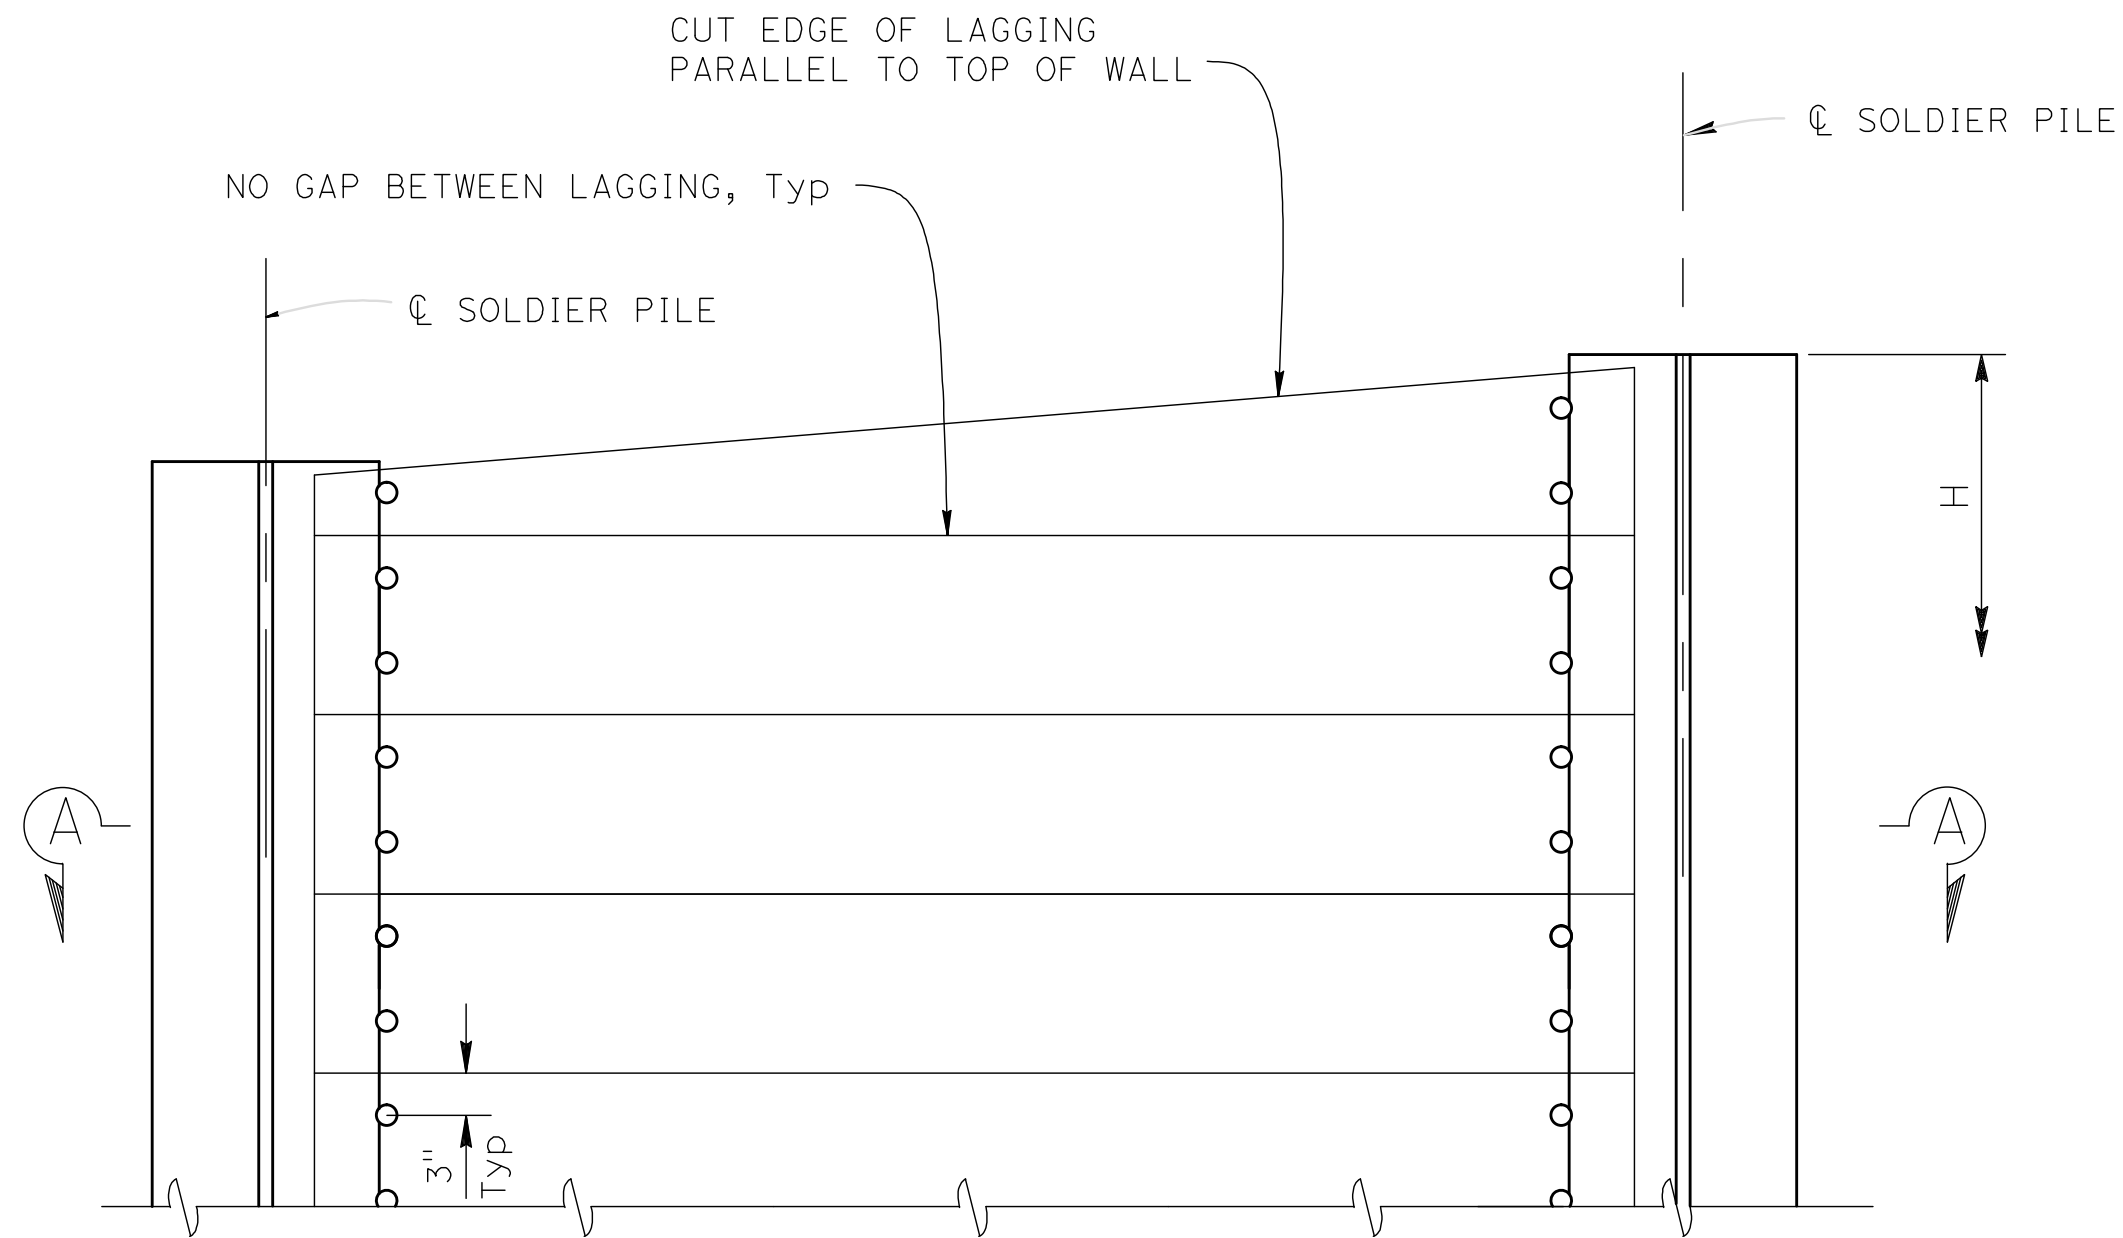 CUT EDGE OF LAGGING
PARALLEL TO TOP OF WALL
℄ SOLDIER PILE
NO GAP BETWEEN LAGGING, Typ
℄ SOLDIER PILE
H
A
A
3"
Typ